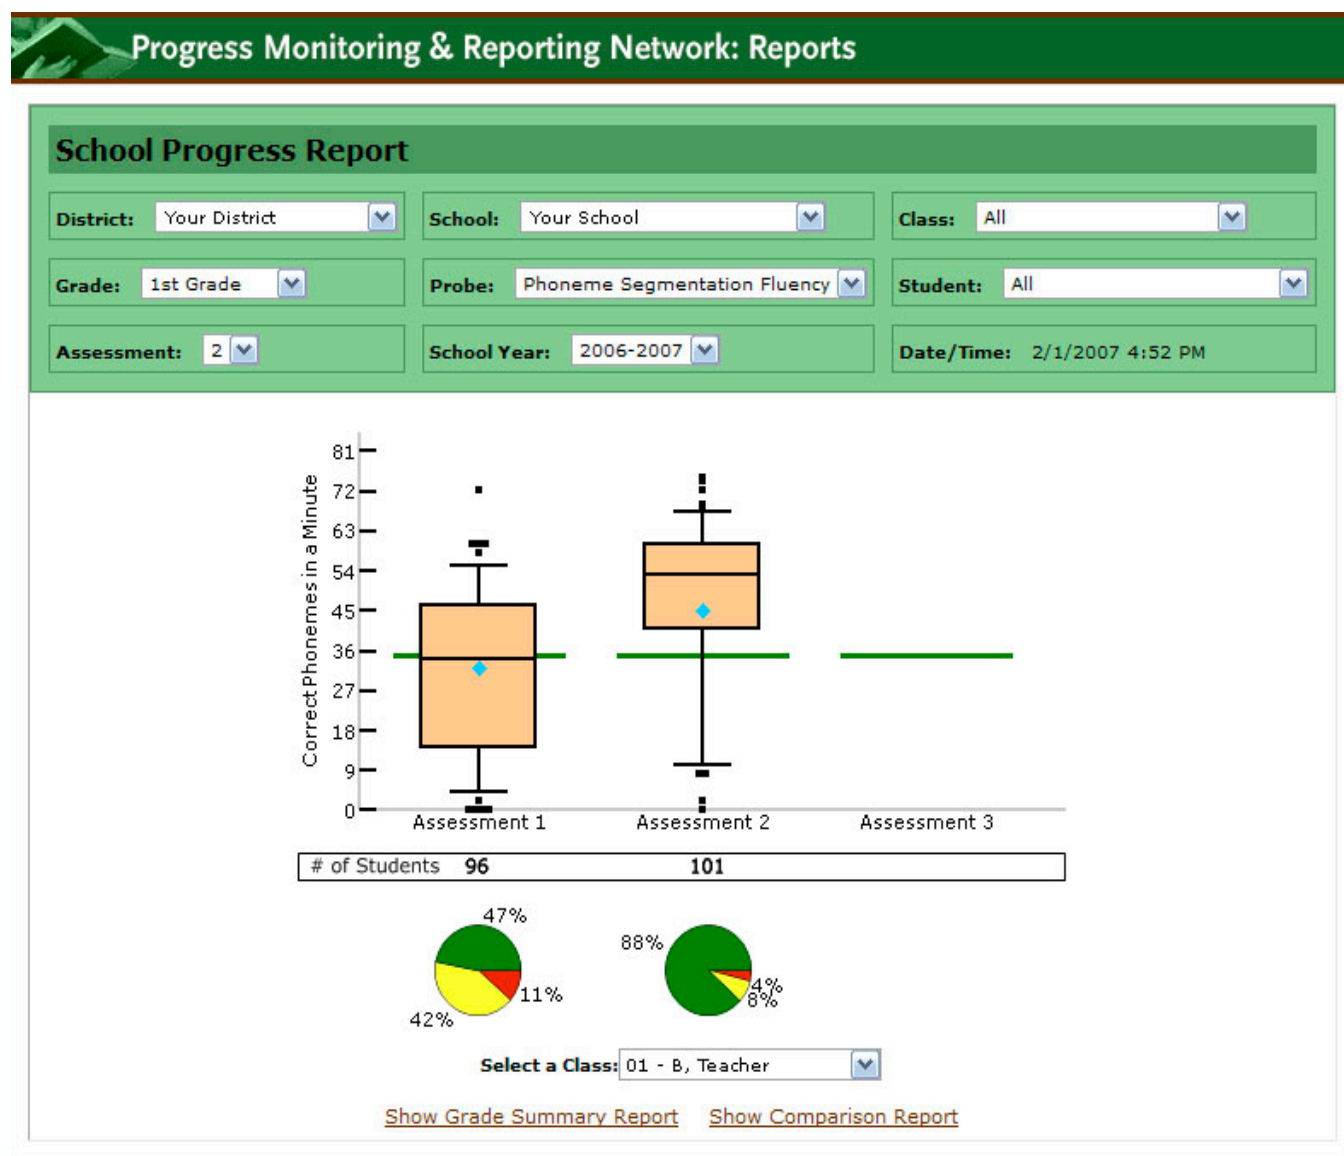 Progress Monitoring & Reporting Network: Reports
School Progress Report
District: Your District School: Your School Class: All
Grade: 1st Grade Probe: Phoneme Segmentation Fluency Student: All
Assessment: 2 School Year: 2006-2007 Date/Time: 2/1/2007 4:52 PM
Correct Phonemnes in a Minute
81
72
63
54
45
36
27
18
9
0
Assessment 1 Assessment 2 Assessment 3
# of Students 96 101
47%
11%
42%
88%
4%
8%
Select a Class: 01 - B, Teacher
Show Grade Summary Report Show Comparison Report